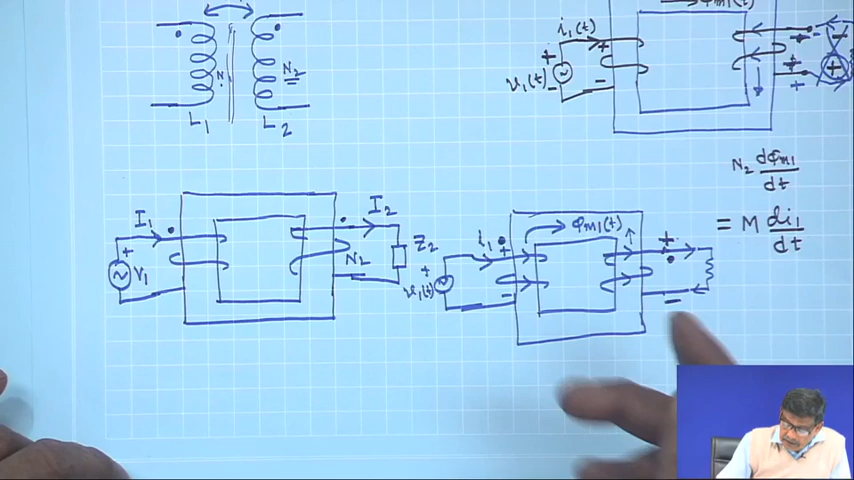 φm1(t)
i1(t)
+
+
v1(t)
-
-
N1
N2
L1
L2
+
+
N2 dφm1/dt
= M di1/dt
I1
+
V1
I2
Z2
N2
i1
+
v1(t)
+
-
φm1(t)
+
-